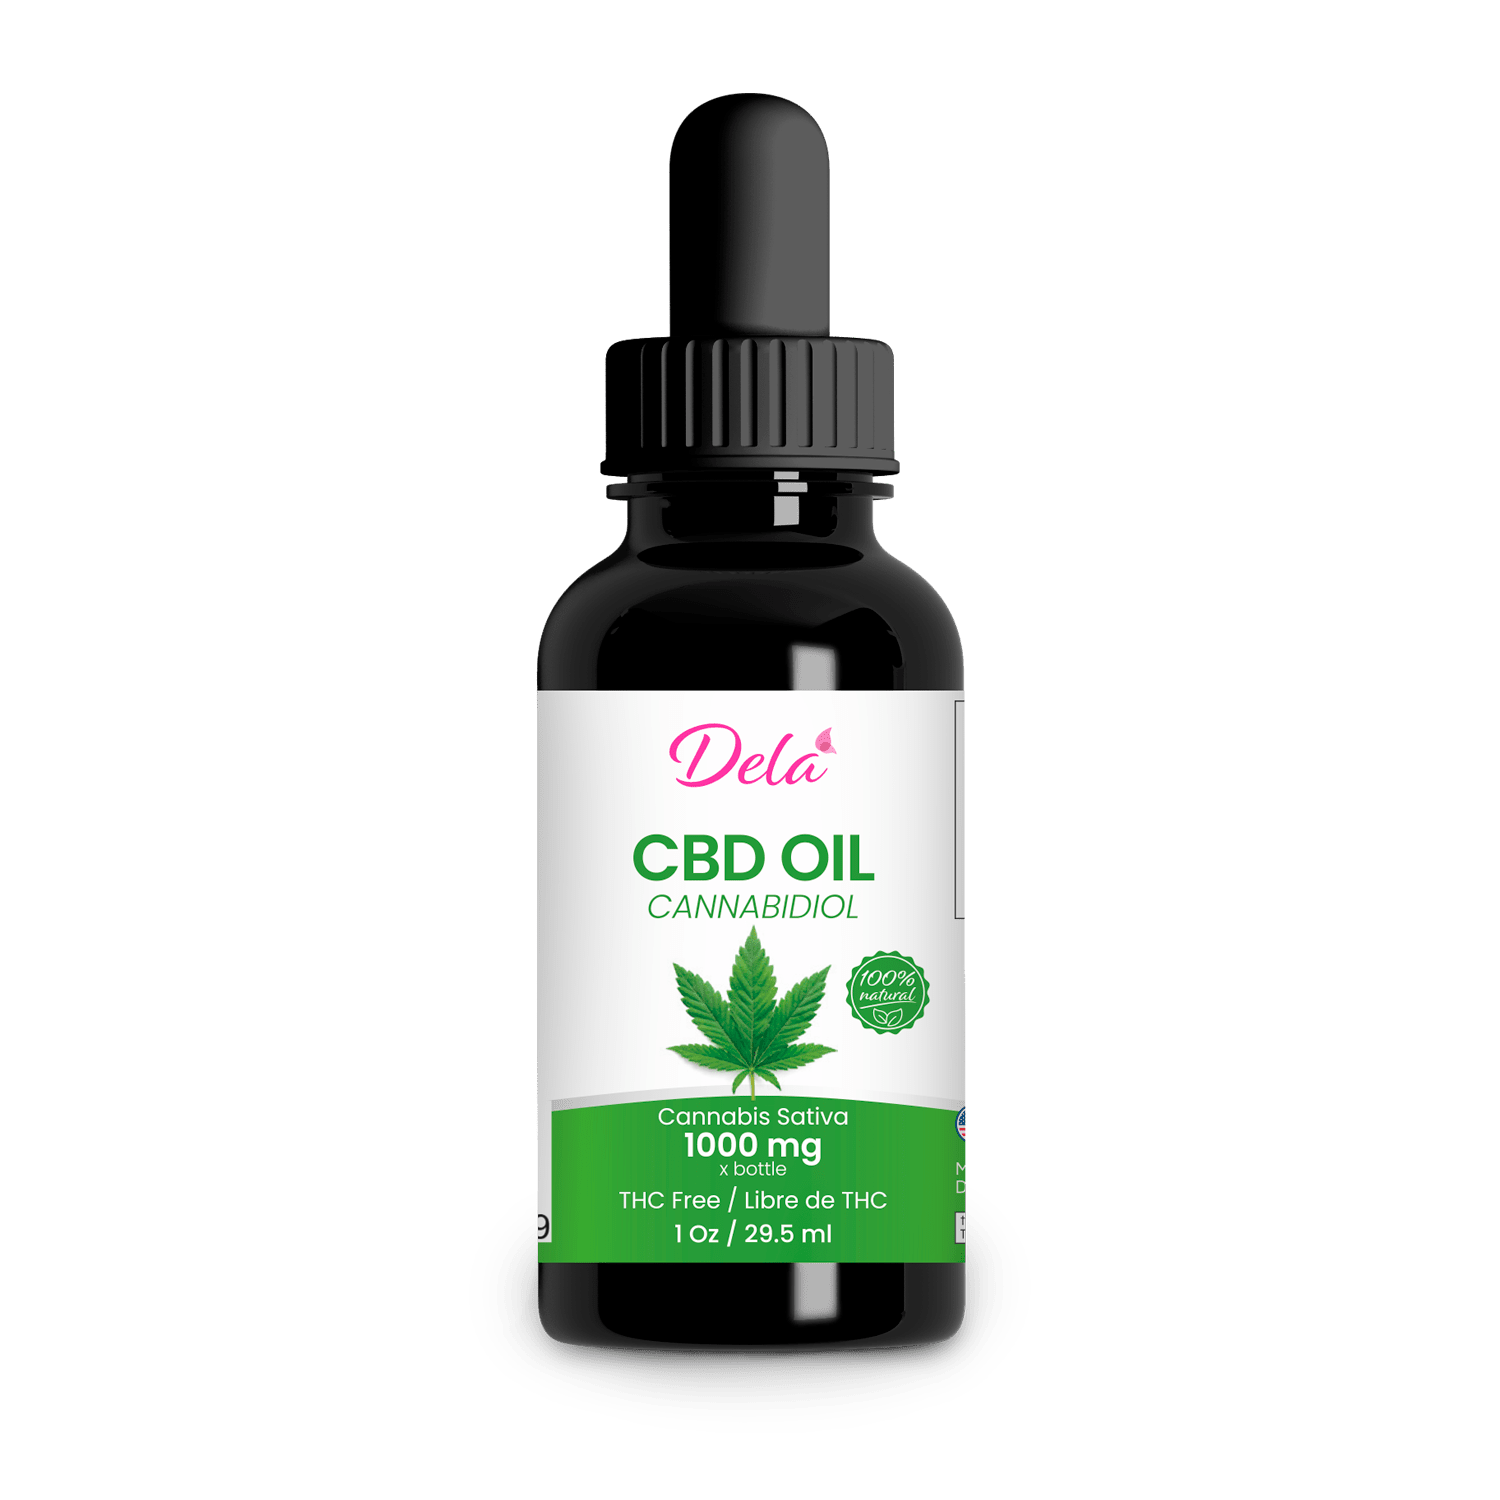 Dela
CBD OIL
CANNABIDIOL
100%
natural
Cannabis Sativa
1000 mg
x bottle
THC Free / Libre de THC
1 Oz / 29.5 ml
9
M
D
T